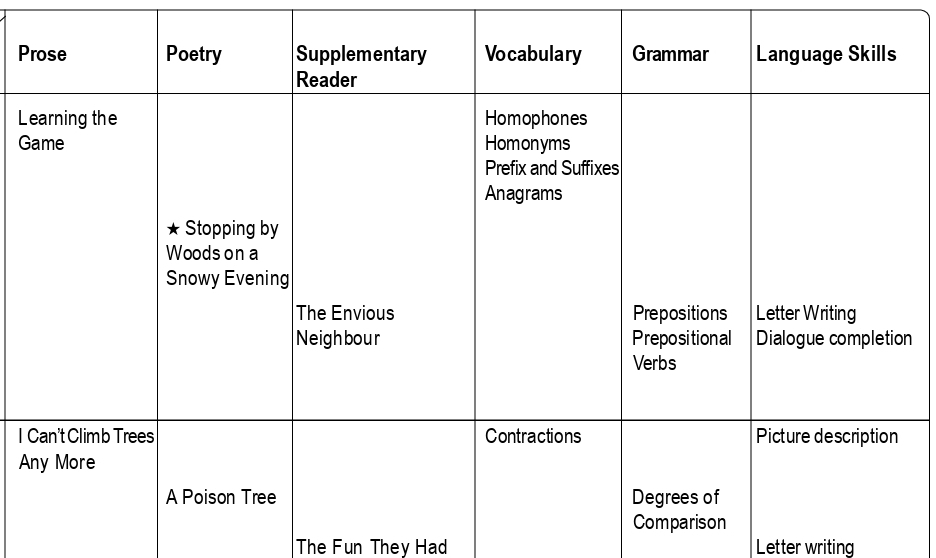 Prose
Poetry
Supplementary
Reader
Vocabulary
Grammar
Language Skills
Learning the
Game
★ Stopping by
Woods on a
Snowy Evening
The Envious
Neighbour
Homophones
Homonyms
Prefix and Suffixes
Anagrams
Prepositions
Prepositional
Verbs
Letter Writing
Dialogue completion
I Can't Climb Trees
Any More
A Poison Tree
The Fun They Had
Contractions
Degrees of
Comparison
Picture description
Letter writing